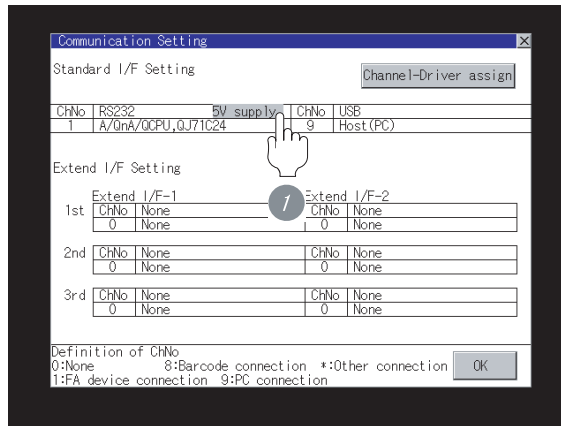 Communication Setting ×
Standard I/F Setting
Channel-Driver assign
ChNo RS232 5V supply ChNo USB
1 A/QnA/QCPU,QJ71C24 9 Host(PC)
Extend I/F Setting
Extend I/F-1 Extend I/F-2
1st ChNo None ChNo None
0 None 0 None
2nd ChNo None ChNo None
0 None 0 None
3rd ChNo None ChNo None
0 None 0 None
1
Definition of ChNo
0:None 8:Barcode connection *:Other connection OK
1:FA device connection 9:PC connection